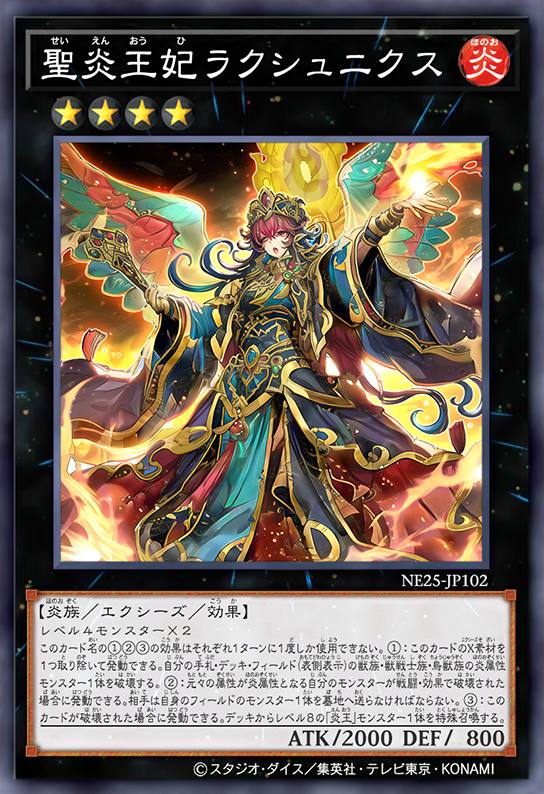 聖炎王妃ラクシュニクス
炎
NE25-JP102
【炎族／エクシーズ／効果】
レベル４モンスター×２
このカード名の①②③の効果はそれぞれ1ターンに1度しか使用できない。①：このカードのX素材を
1つ取り除いて発動できる。自分の手札・デッキ・フィールド(表側表示)の獣族・獣戦士族・鳥獣族の炎属性
モンスター1体を破壊する。②：元々の属性が炎属性となる自分のモンスターが戦闘・効果で破壊された
場合に発動できる。相手は自身のフィールドのモンスター1体を墓地へ送らなければならない。③：この
カードが破壊された場合に発動できる。デッキからレベル8の「炎王」モンスター1体を特殊召喚する。
ATK/2000 DEF/ 800
©スタジオ・ダイス／集英社・テレビ東京・KONAMI